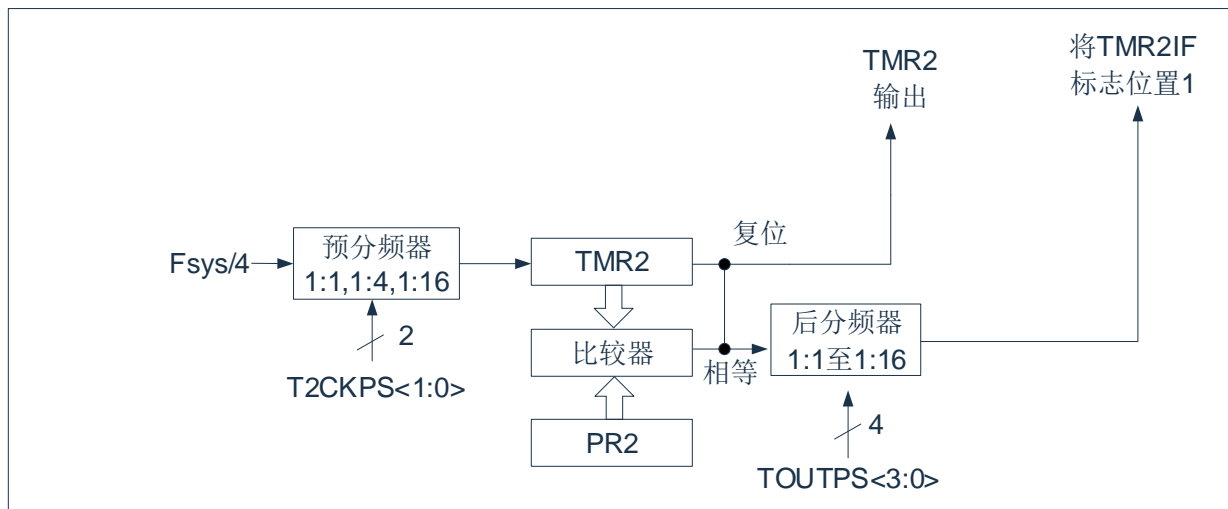 将TMR2IF
标志位置1
TMR2
输出
复位
预分频器
1:1,1:4,1:16
Fsys/4
TMR2
后分频器
1:1至1:16
2
比较器
相等
T2CKPS<1:0>
PR2
4
TOUTPS<3:0>